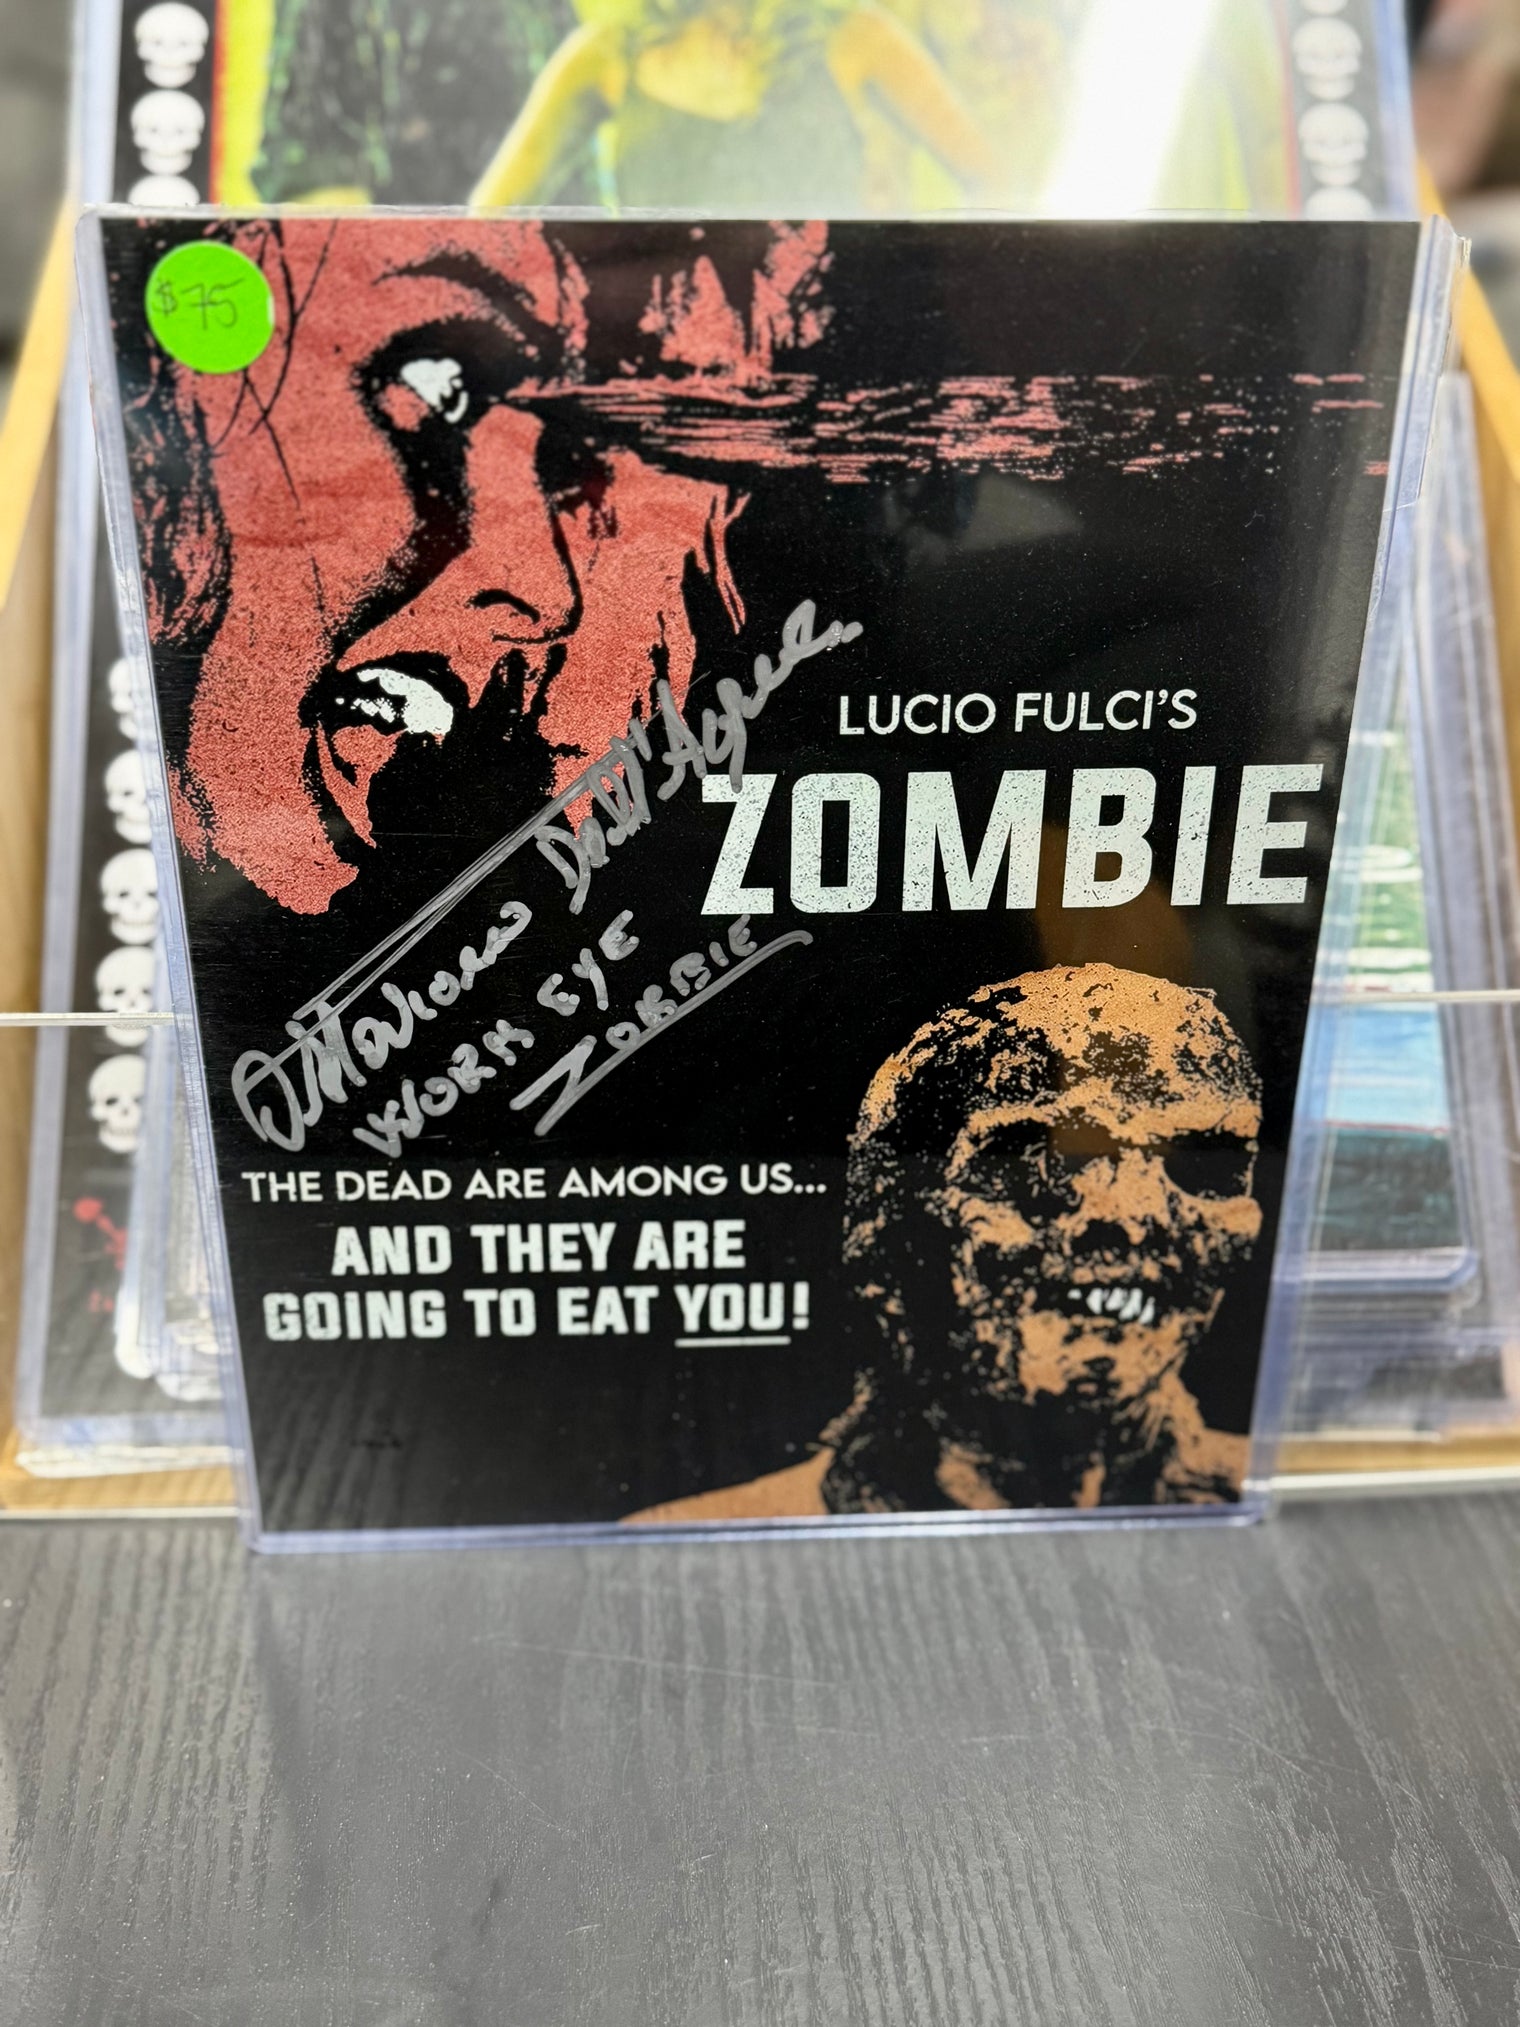 $75
LUCIO FULCI'S
ZOMBIE
Ottaviano Dell'Acqua
WORM EYE
ZOMBIE
THE DEAD ARE AMONG US...
AND THEY ARE
GOING TO EAT YOU!